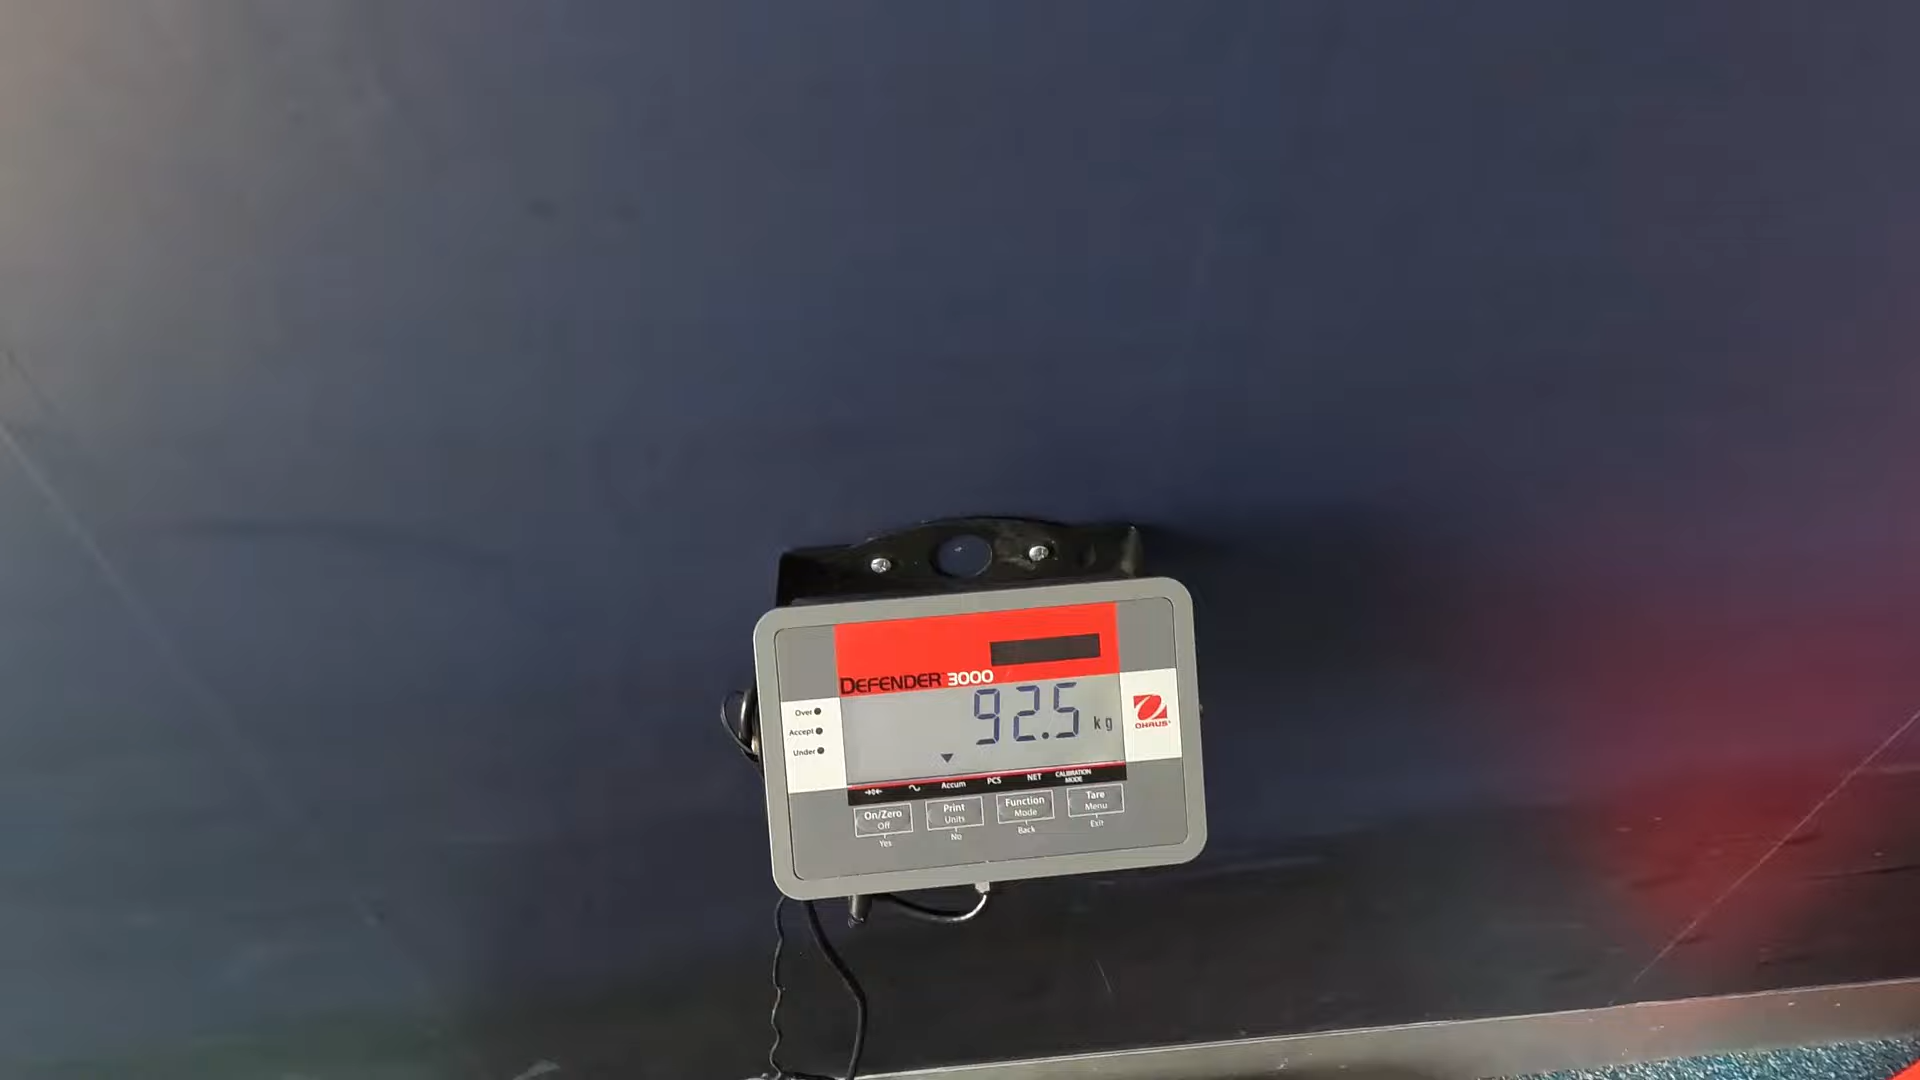 DEFENDER 3000
92.5 kg
Over
Accept
Under
OHAUS
Accum PCS NET CALIBRATION MODE
On/Zero Print Function Tare
Off Units Mode Menu
Yes No Back Exit